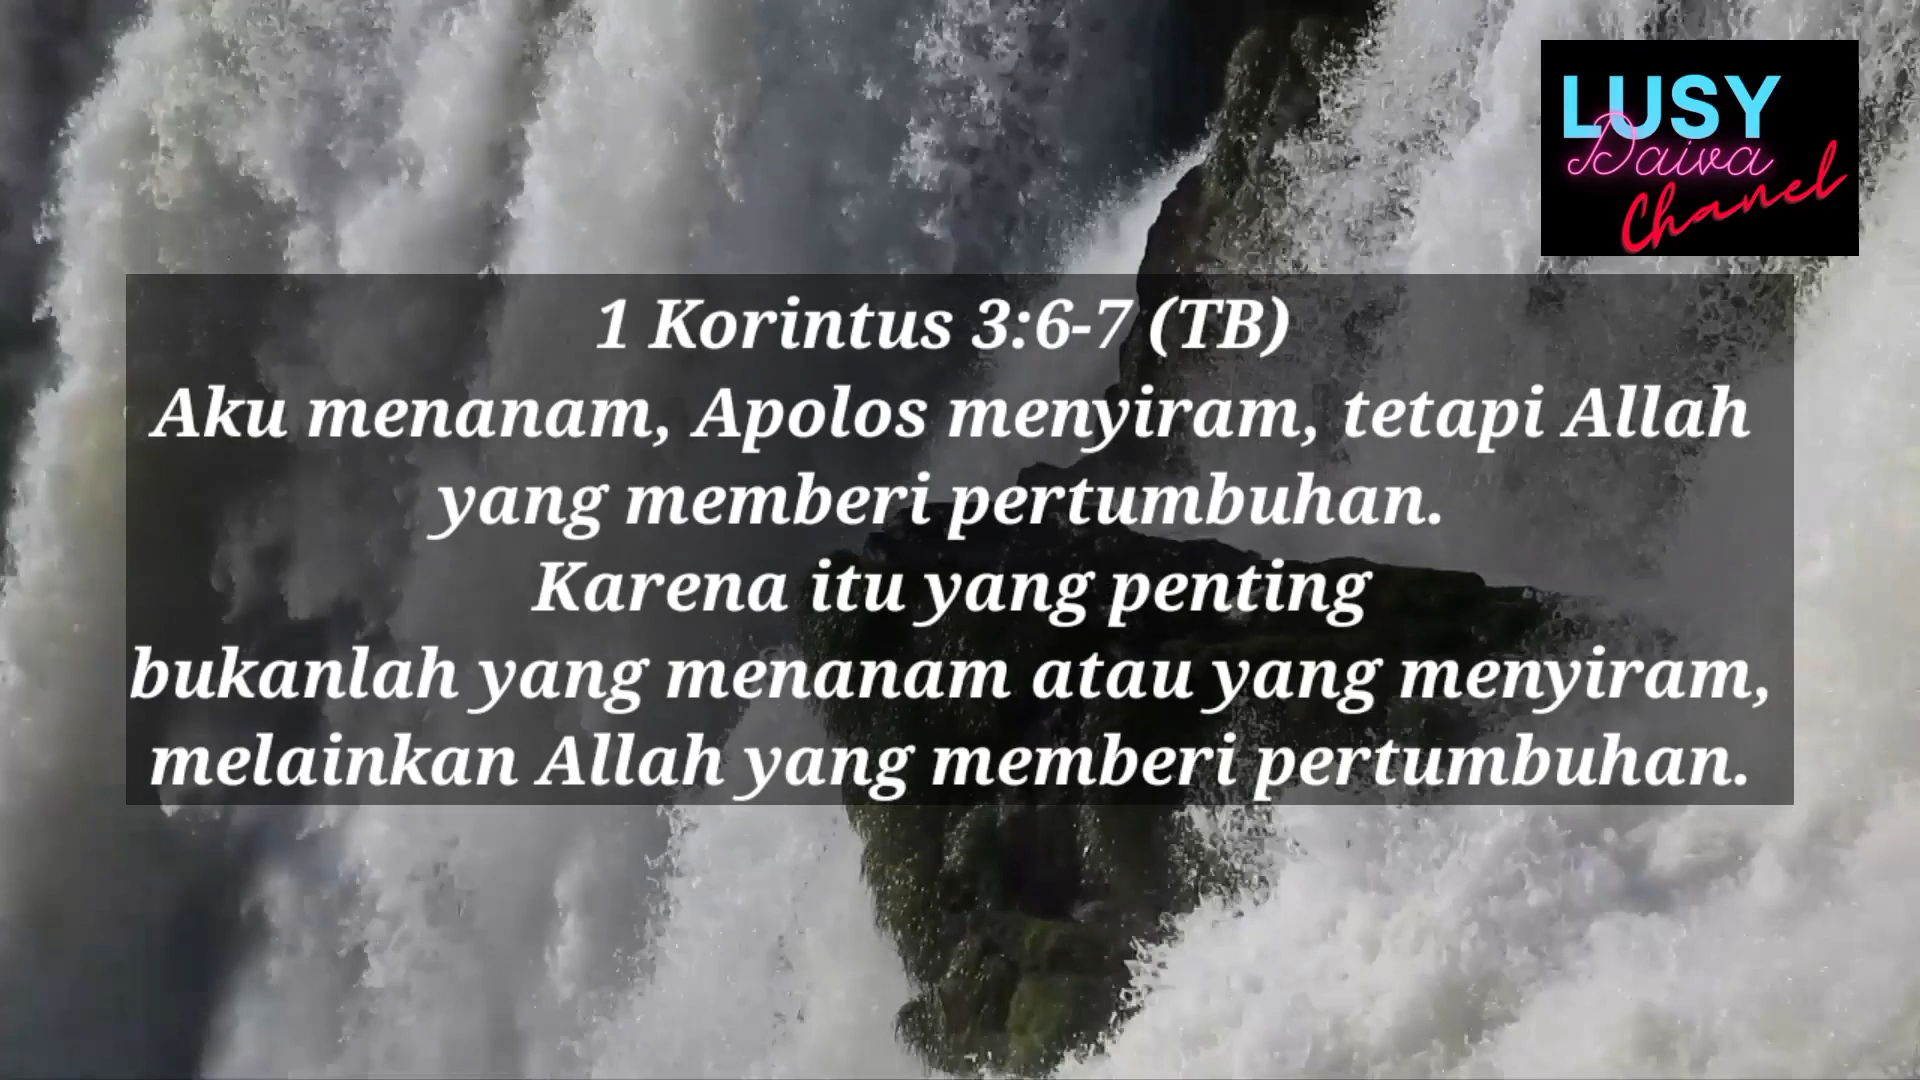 LUSY
Daiva
Chanel
1 Korintus 3:6-7 (TB)
Aku menanam, Apolos menyiram, tetapi Allah
yang memberi pertumbuhan.
Karena itu yang penting
bukanlah yang menanam atau yang menyiram,
melainkan Allah yang memberi pertumbuhan.